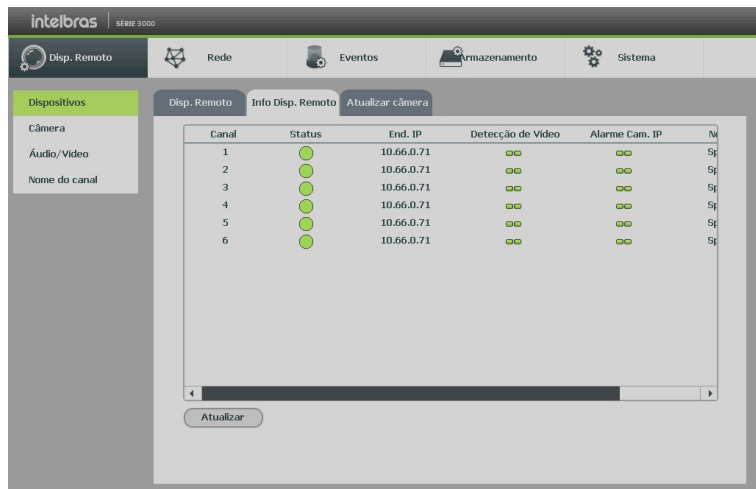 intelbras SÉRIE 3000
Disp. Remoto Rede Eventos Armazenamento Sistema
Dispositivos
Câmera
Áudio/Vídeo
Nome do canal
Disp. Remoto Info Disp. Remoto Atualizar câmera
Canal Status End. IP Detecção de Vídeo Alarme Cam. IP
1 10.66.0.71
2 10.66.0.71
3 10.66.0.71
4 10.66.0.71
5 10.66.0.71
6 10.66.0.71
Atualizar